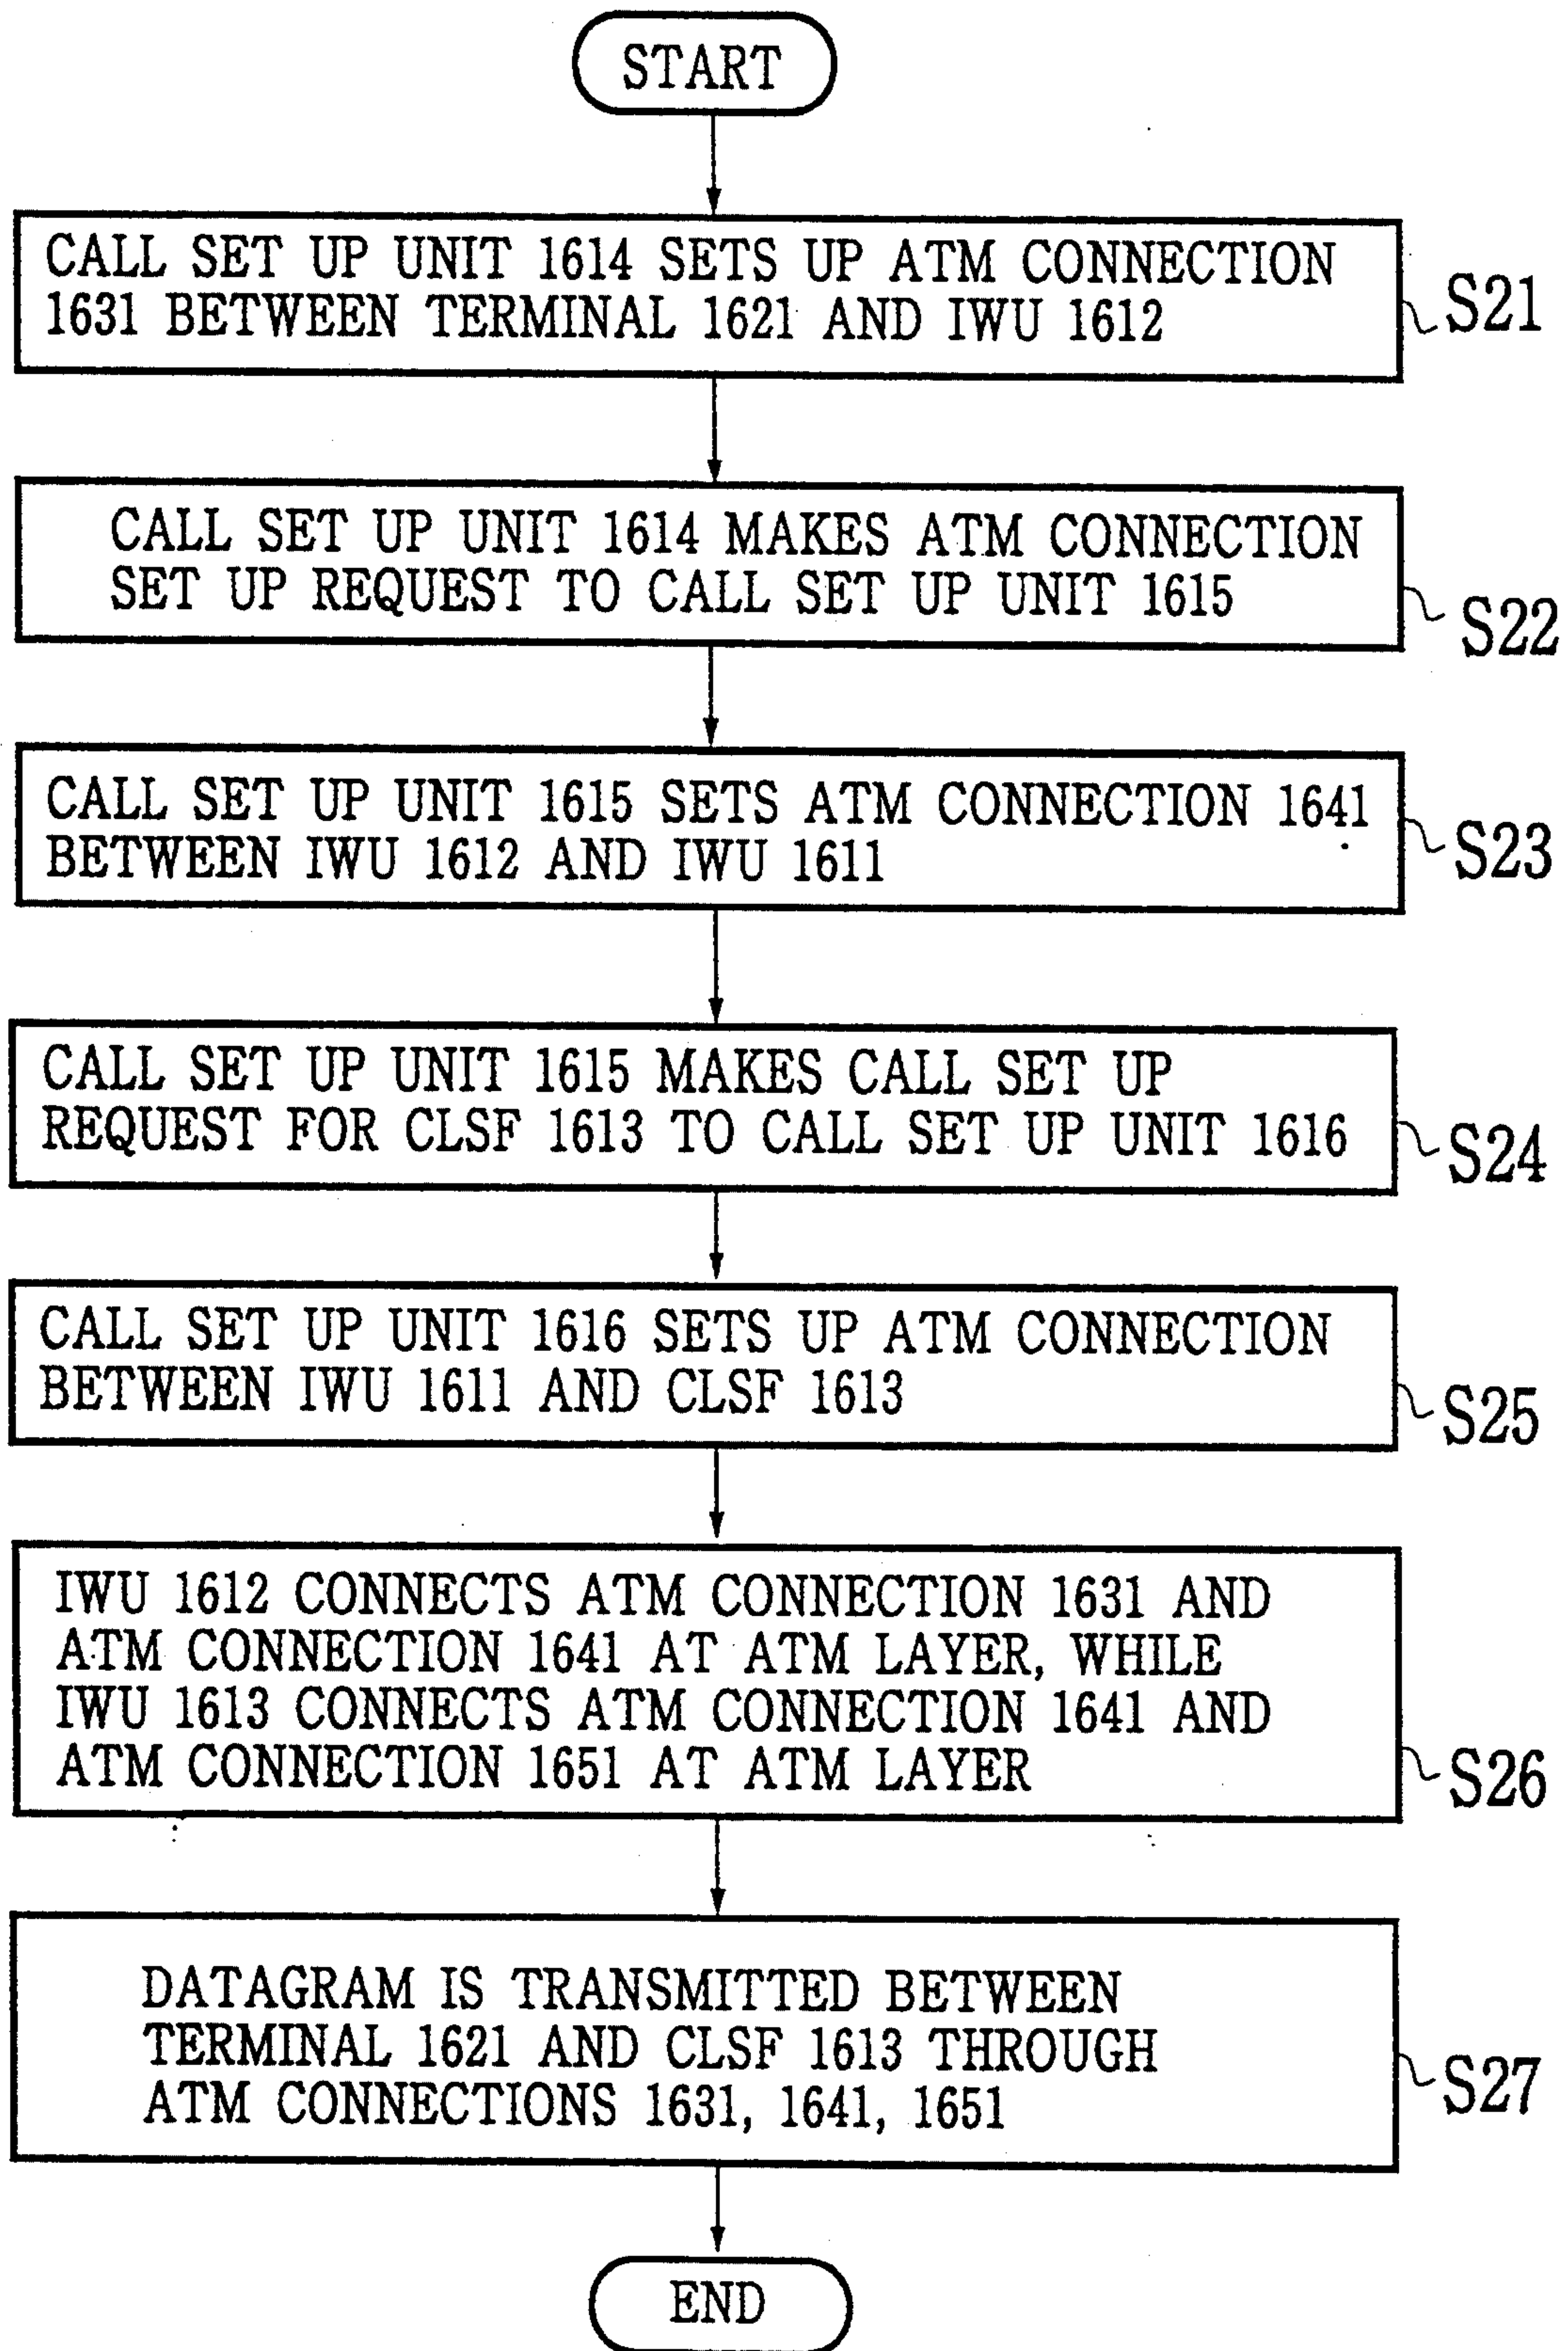 START
CALL SET UP UNIT 1614 SETS UP ATM CONNECTION
1631 BETWEEN TERMINAL 1621 AND IWU 1612
S21
CALL SET UP UNIT 1614 MAKES ATM CONNECTION
SET UP REQUEST TO CALL SET UP UNIT 1615
S22
CALL SET UP UNIT 1615 SETS ATM CONNECTION 1641
BETWEEN IWU 1612 AND IWU 1611
S23
CALL SET UP UNIT 1615 MAKES CALL SET UP
REQUEST FOR CLSF 1613 TO CALL SET UP UNIT 1616
S24
CALL SET UP UNIT 1616 SETS UP ATM CONNECTION
BETWEEN IWU 1611 AND CLSF 1613
S25
IWU 1612 CONNECTS ATM CONNECTION 1631 AND
ATM CONNECTION 1641 AT ATM LAYER, WHILE
IWU 1613 CONNECTS ATM CONNECTION 1641 AND
ATM CONNECTION 1651 AT ATM LAYER
S26
DATAGRAM IS TRANSMITTED BETWEEN
TERMINAL 1621 AND CLSF 1613 THROUGH
ATM CONNECTIONS 1631, 1641, 1651
S27
END